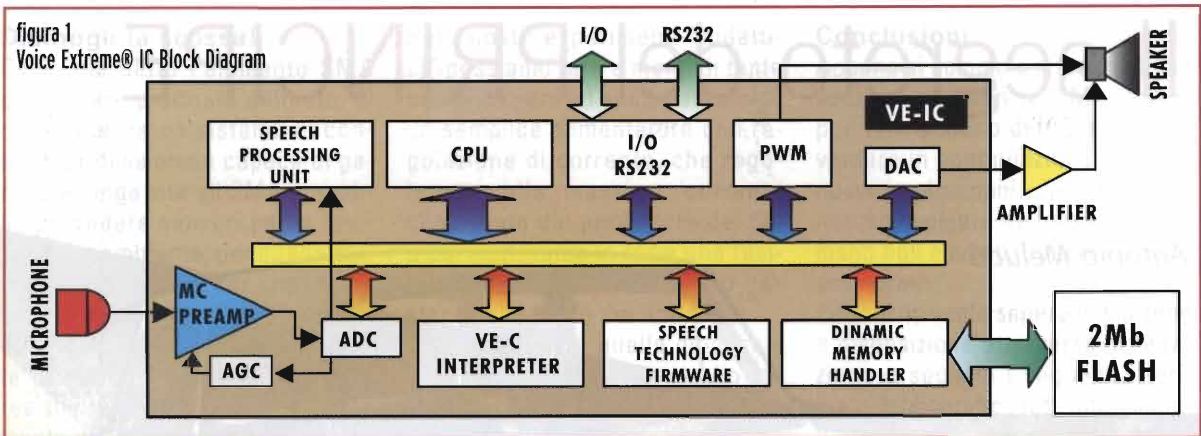 figura 1
Voice Extreme® IC Block Diagram
I/O
RS232
SPEAKER
VE-IC
SPEECH
PROCESSING
UNIT
CPU
I/O
RS232
PWM
DAC
AMPLIFIER
MICROPHONE
MC
PREAMP
AGC
ADC
VE-C
INTERPRETER
SPEECH
TECHNOLOGY
FIRMWARE
DINAMIC
MEMORY
HANDLER
2Mb
FLASH